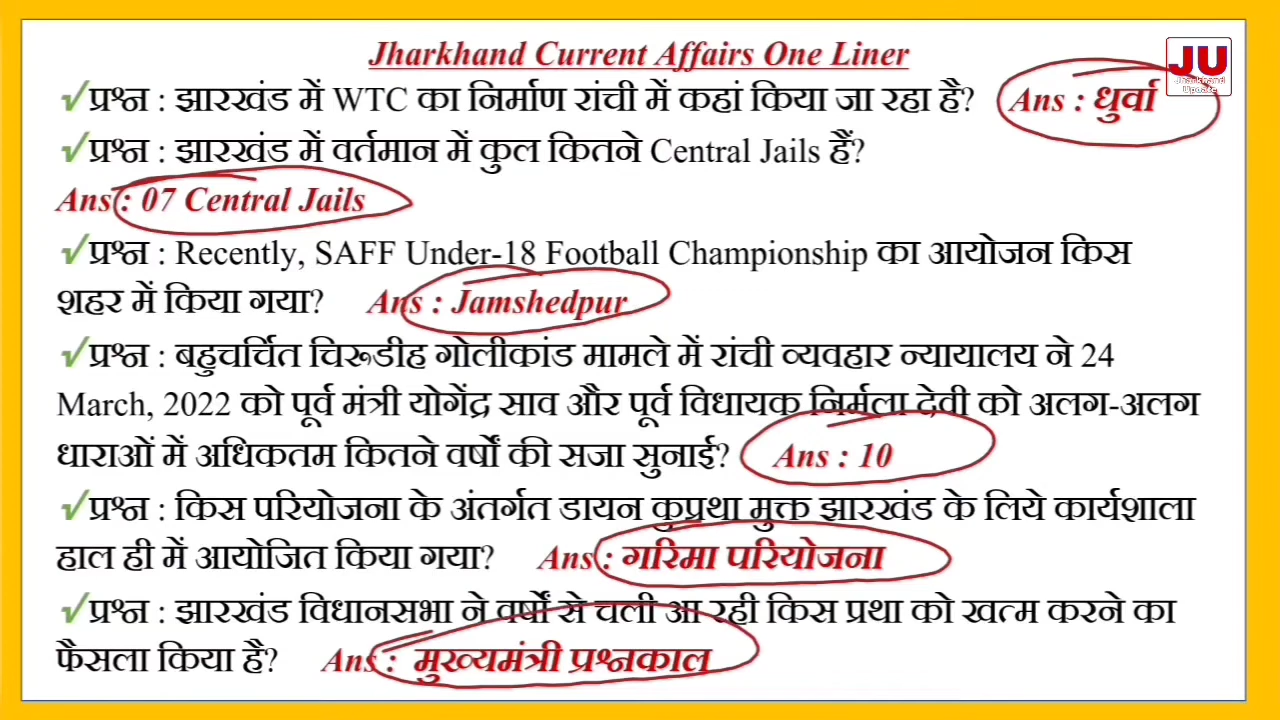 Jharkhand Current Affairs One Liner
JU
Jharkhand
Update
✓प्रश्न : झारखंड में WTC का निर्माण रांची में कहां किया जा रहा है? Ans : धुर्वा
✓प्रश्न : झारखंड में वर्तमान में कुल कितने Central Jails हैं?
Ans : 07 Central Jails
✓प्रश्न : Recently, SAFF Under-18 Football Championship का आयोजन किस
शहर में किया गया? Ans : Jamshedpur
✓प्रश्न : बहुचर्चित चिरूडीह गोलीकांड मामले में रांची व्यवहार न्यायालय ने 24
March, 2022 को पूर्व मंत्री योगेंद्र साव और पूर्व विधायक निर्मला देवी को अलग-अलग
धाराओं में अधिकतम कितने वर्षों की सजा सुनाई? Ans : 10
✓प्रश्न : किस परियोजना के अंतर्गत डायन कुप्रथा मुक्त झारखंड के लिये कार्यशाला
हाल ही में आयोजित किया गया? Ans : गरिमा परियोजना
✓प्रश्न : झारखंड विधानसभा ने वर्षों से चली आ रही किस प्रथा को खत्म करने का
फैसला किया है? Ans : मुख्यमंत्री प्रश्नकाल